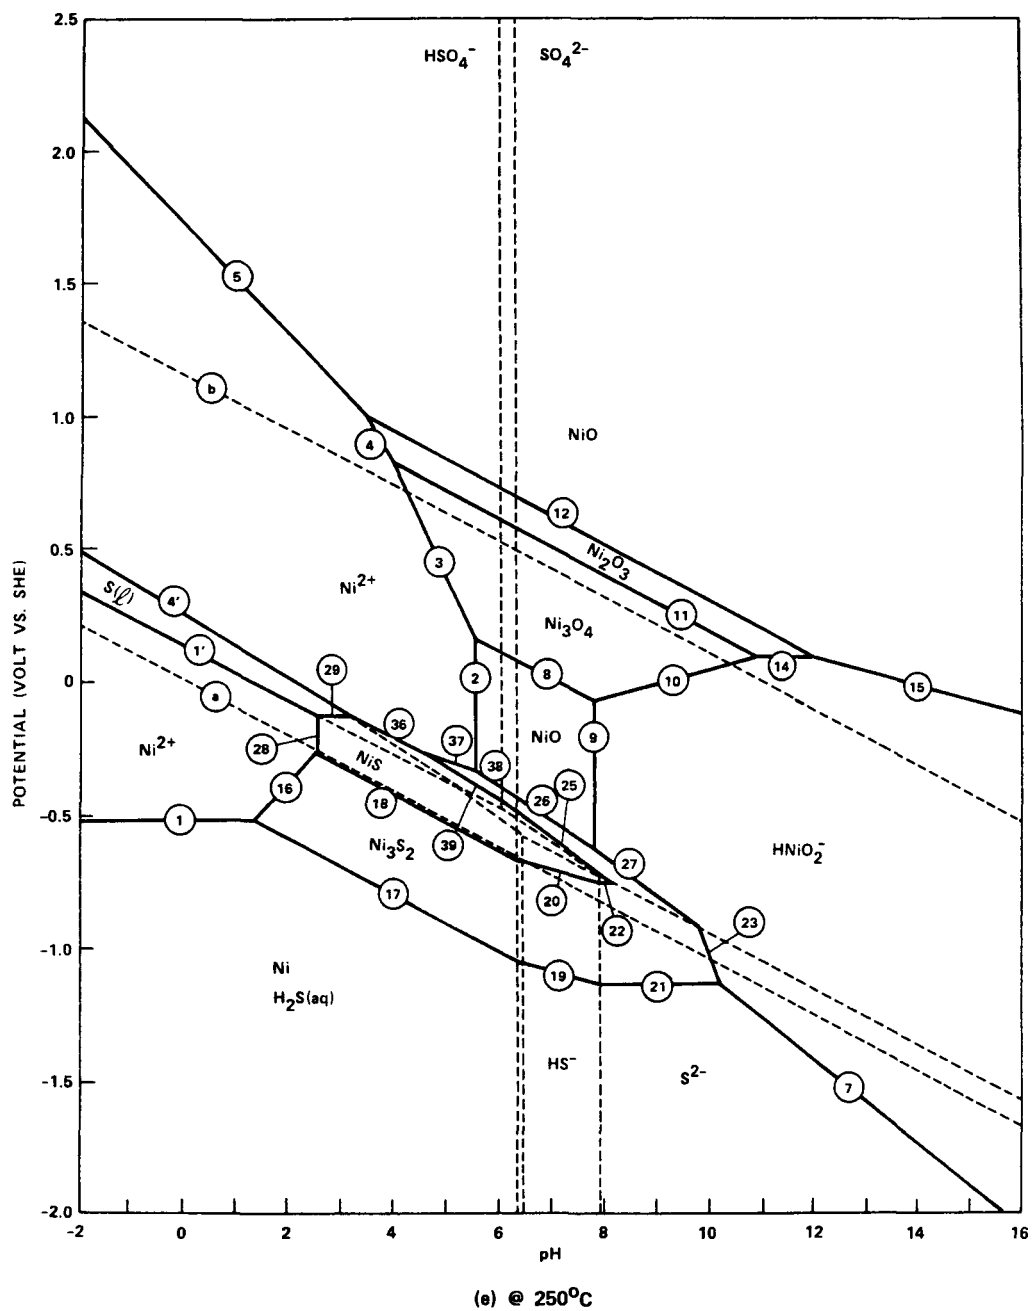 HSO₄⁻ SO₄²⁻
2.5
2.0
1.5
1.0
0.5
0
-0.5
-1.0
-1.5
-2.0
POTENTIAL (VOLT VS. SHE)
5
b
4
NiO
12
3
Ni₂O₃
Ni²⁺
S(ℓ)
4'
11
Ni₃O₄
1'
29
2
8
10
14
15
a
36
Ni²⁺
28
NiS
37
NiO
9
38
25
16
18
26
1
Ni₃S₂
39
27
HNiO₂⁻
17
20
22
23
Ni
H₂S(aq)
19
21
HS⁻
S²⁻
7
-2 0 2 4 6 8 10 12 14 16
pH
(e) @ 250°C